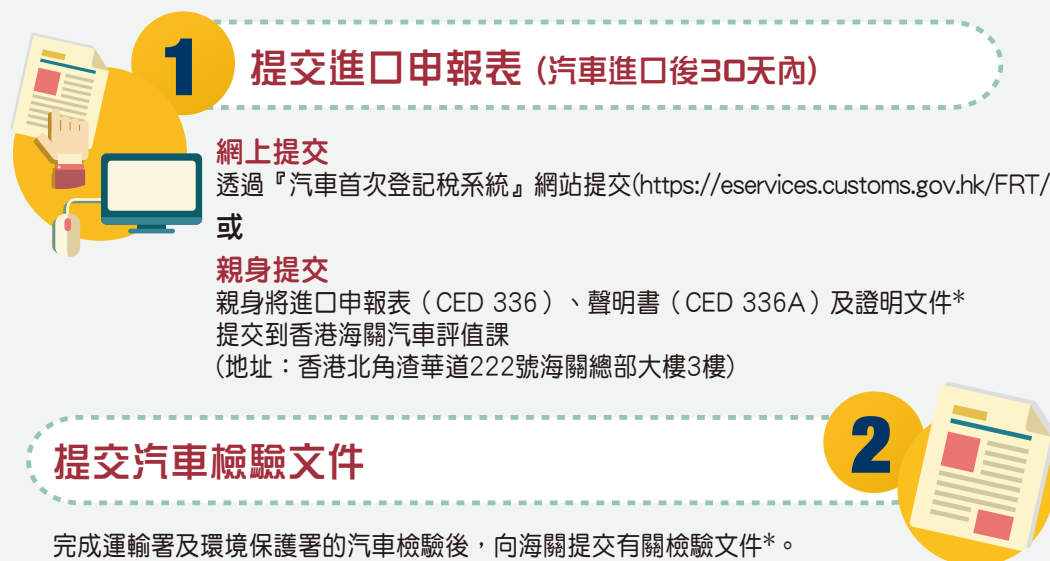 1
提交進口申報表 (汽車進口後30天內)
網上提交
透過『汽車首次登記稅系統』網站提交(https://eservices.customs.gov.hk/FRT/
或
親身提交
親身將進口申報表（CED 336）、聲明書（CED 336A）及證明文件*
提交到香港海關汽車評值課
(地址：香港北角渣華道222號海關總部大樓3樓)
2
提交汽車檢驗文件
完成運輸署及環境保護署的汽車檢驗後，向海關提交有關檢驗文件*。